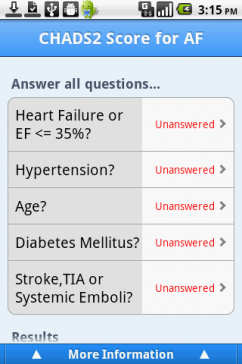 3:15 PM
CHADS2 Score for AF
Answer all questions...
Heart Failure or
EF <= 35%?
Unanswered
Hypertension?
Unanswered
Age?
Unanswered
Diabetes Mellitus?
Unanswered
Stroke,TIA or
Systemic Emboli?
Unanswered
Results
More Information